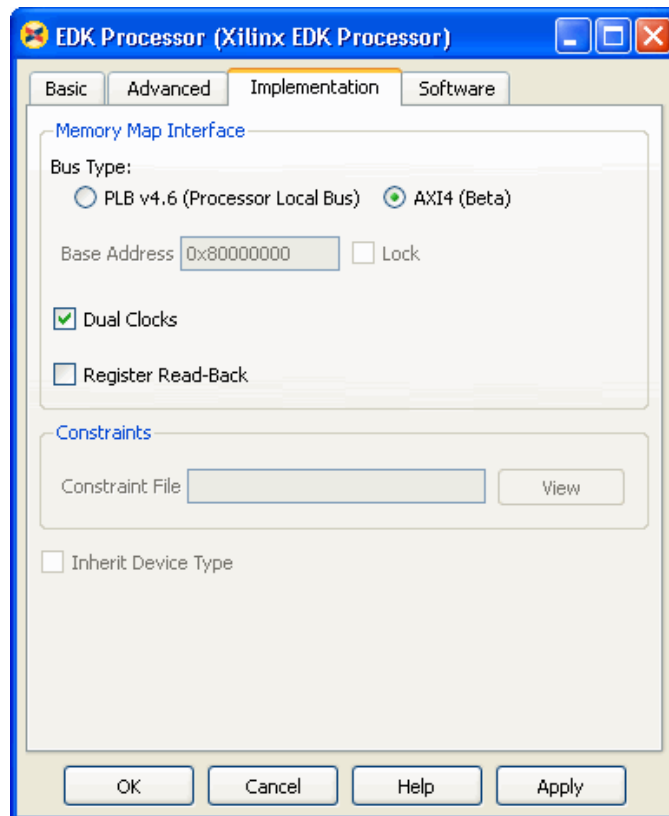 EDK Processor (Xilinx EDK Processor)
Basic Advanced Implementation Software
Memory Map Interface
Bus Type:
PLB v4.6 (Processor Local Bus) AXI4 (Beta)
Base Address 0x80000000 Lock
Dual Clocks
Register Read-Back
Constraints
Constraint File View
Inherit Device Type
OK Cancel Help Apply